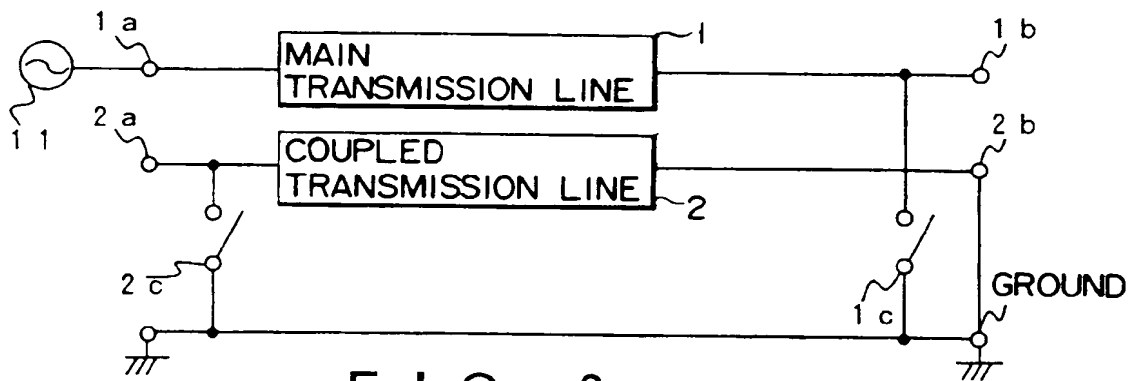 1 a
MAIN
TRANSMISSION LINE
1
1 b
1 1
2 a
COUPLED
TRANSMISSION LINE
2
2 b
2 c
1 c
GROUND